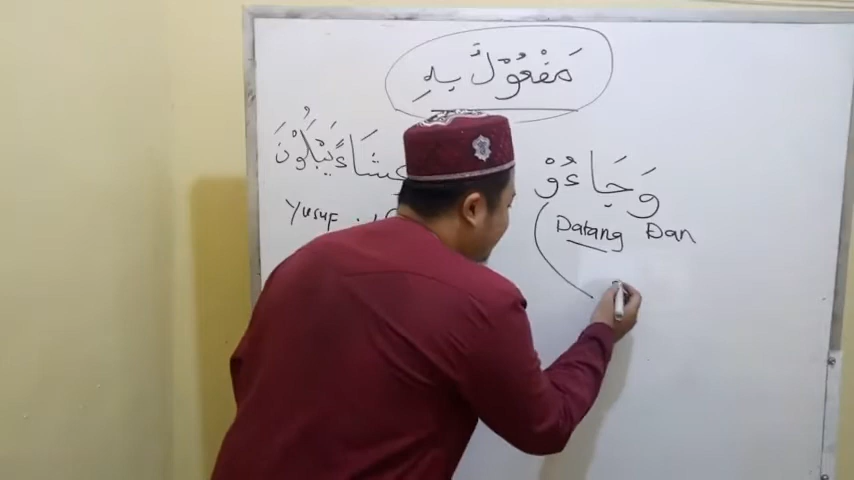 مَفْعُوْلٌ بِهِ
وَجَاءُوْ عِشَاءً يَبْكُوْنَ
Datang Dan
Yusuf